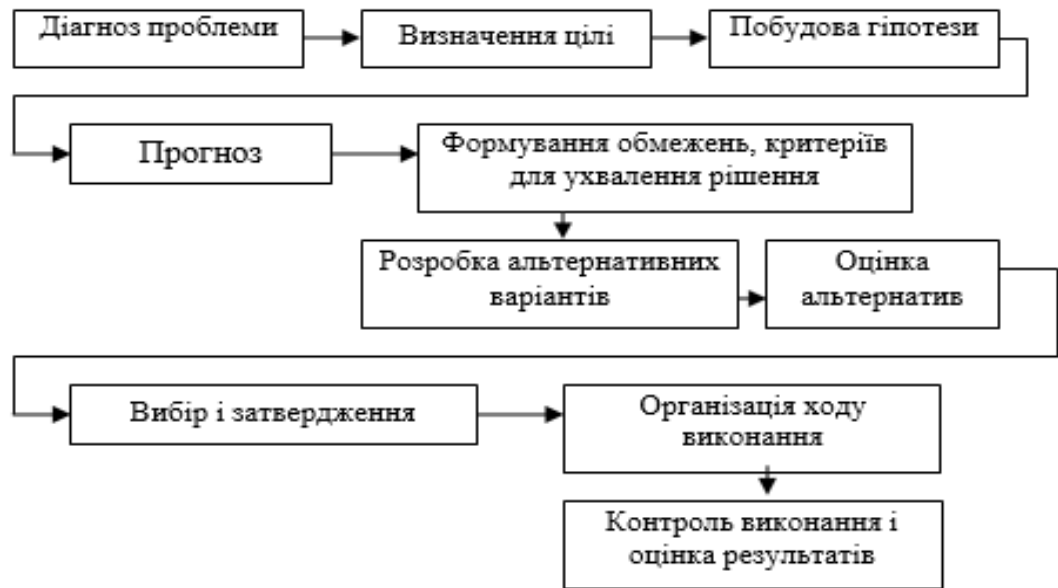 Діагноз проблеми
Визначення цілі
Побудова гіпотези
Прогноз
Формування обмежень, критеріїв
для ухвалення рішення
Розробка альтернативних
варіантів
Оцінка
альтернатив
Вибір і затвердження
Організація ходу
виконання
Контроль виконання і
оцінка результатів